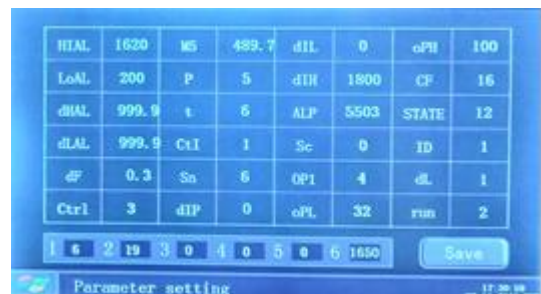 HIAL 1620 M5 489.7 dIL 0 oPH 100
LoAL 200 P 5 dIH 1800 CF 16
dHAL 999.9 t 6 ALP 5503 STATE 12
dLAL 999.9 CtI 1 Sc 0 ID 1
dF 0.3 Sn 6 OP1 4 dL 1
Ctrl 3 dIP 0 oPL 32 run 2
1 6 2 19 3 0 4 0 5 0 6 1650 Save
Parameter setting